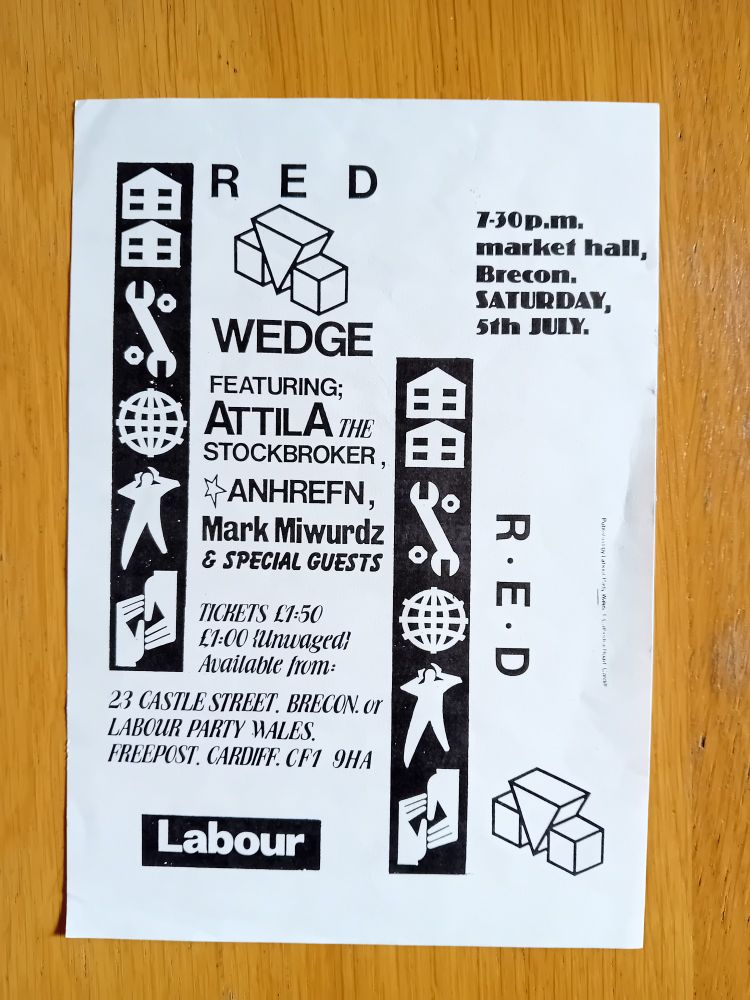 RED
WEDGE
FEATURING;
ATTILA THE
STOCKBROKER,
ANHREFN,
Mark Miwurdz
& SPECIAL GUESTS
TICKETS £1:50
£1:00 {Unwaged}
Available from:
23 CASTLE STREET. BRECON. or
LABOUR PARTY WALES.
FREEPOST. CARDIFF. CF1 9HA
Labour
7-30p.m.
market hall,
Brecon.
SATURDAY,
5th JULY.
R·E·D